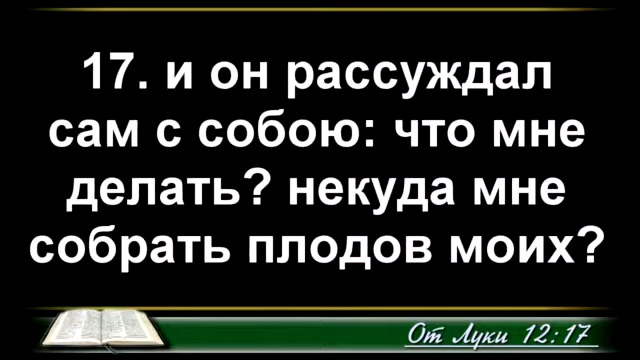 17. и он рассуждал
сам с собою: что мне
делать? некуда мне
собрать плодов моих?
От Луки 12:17